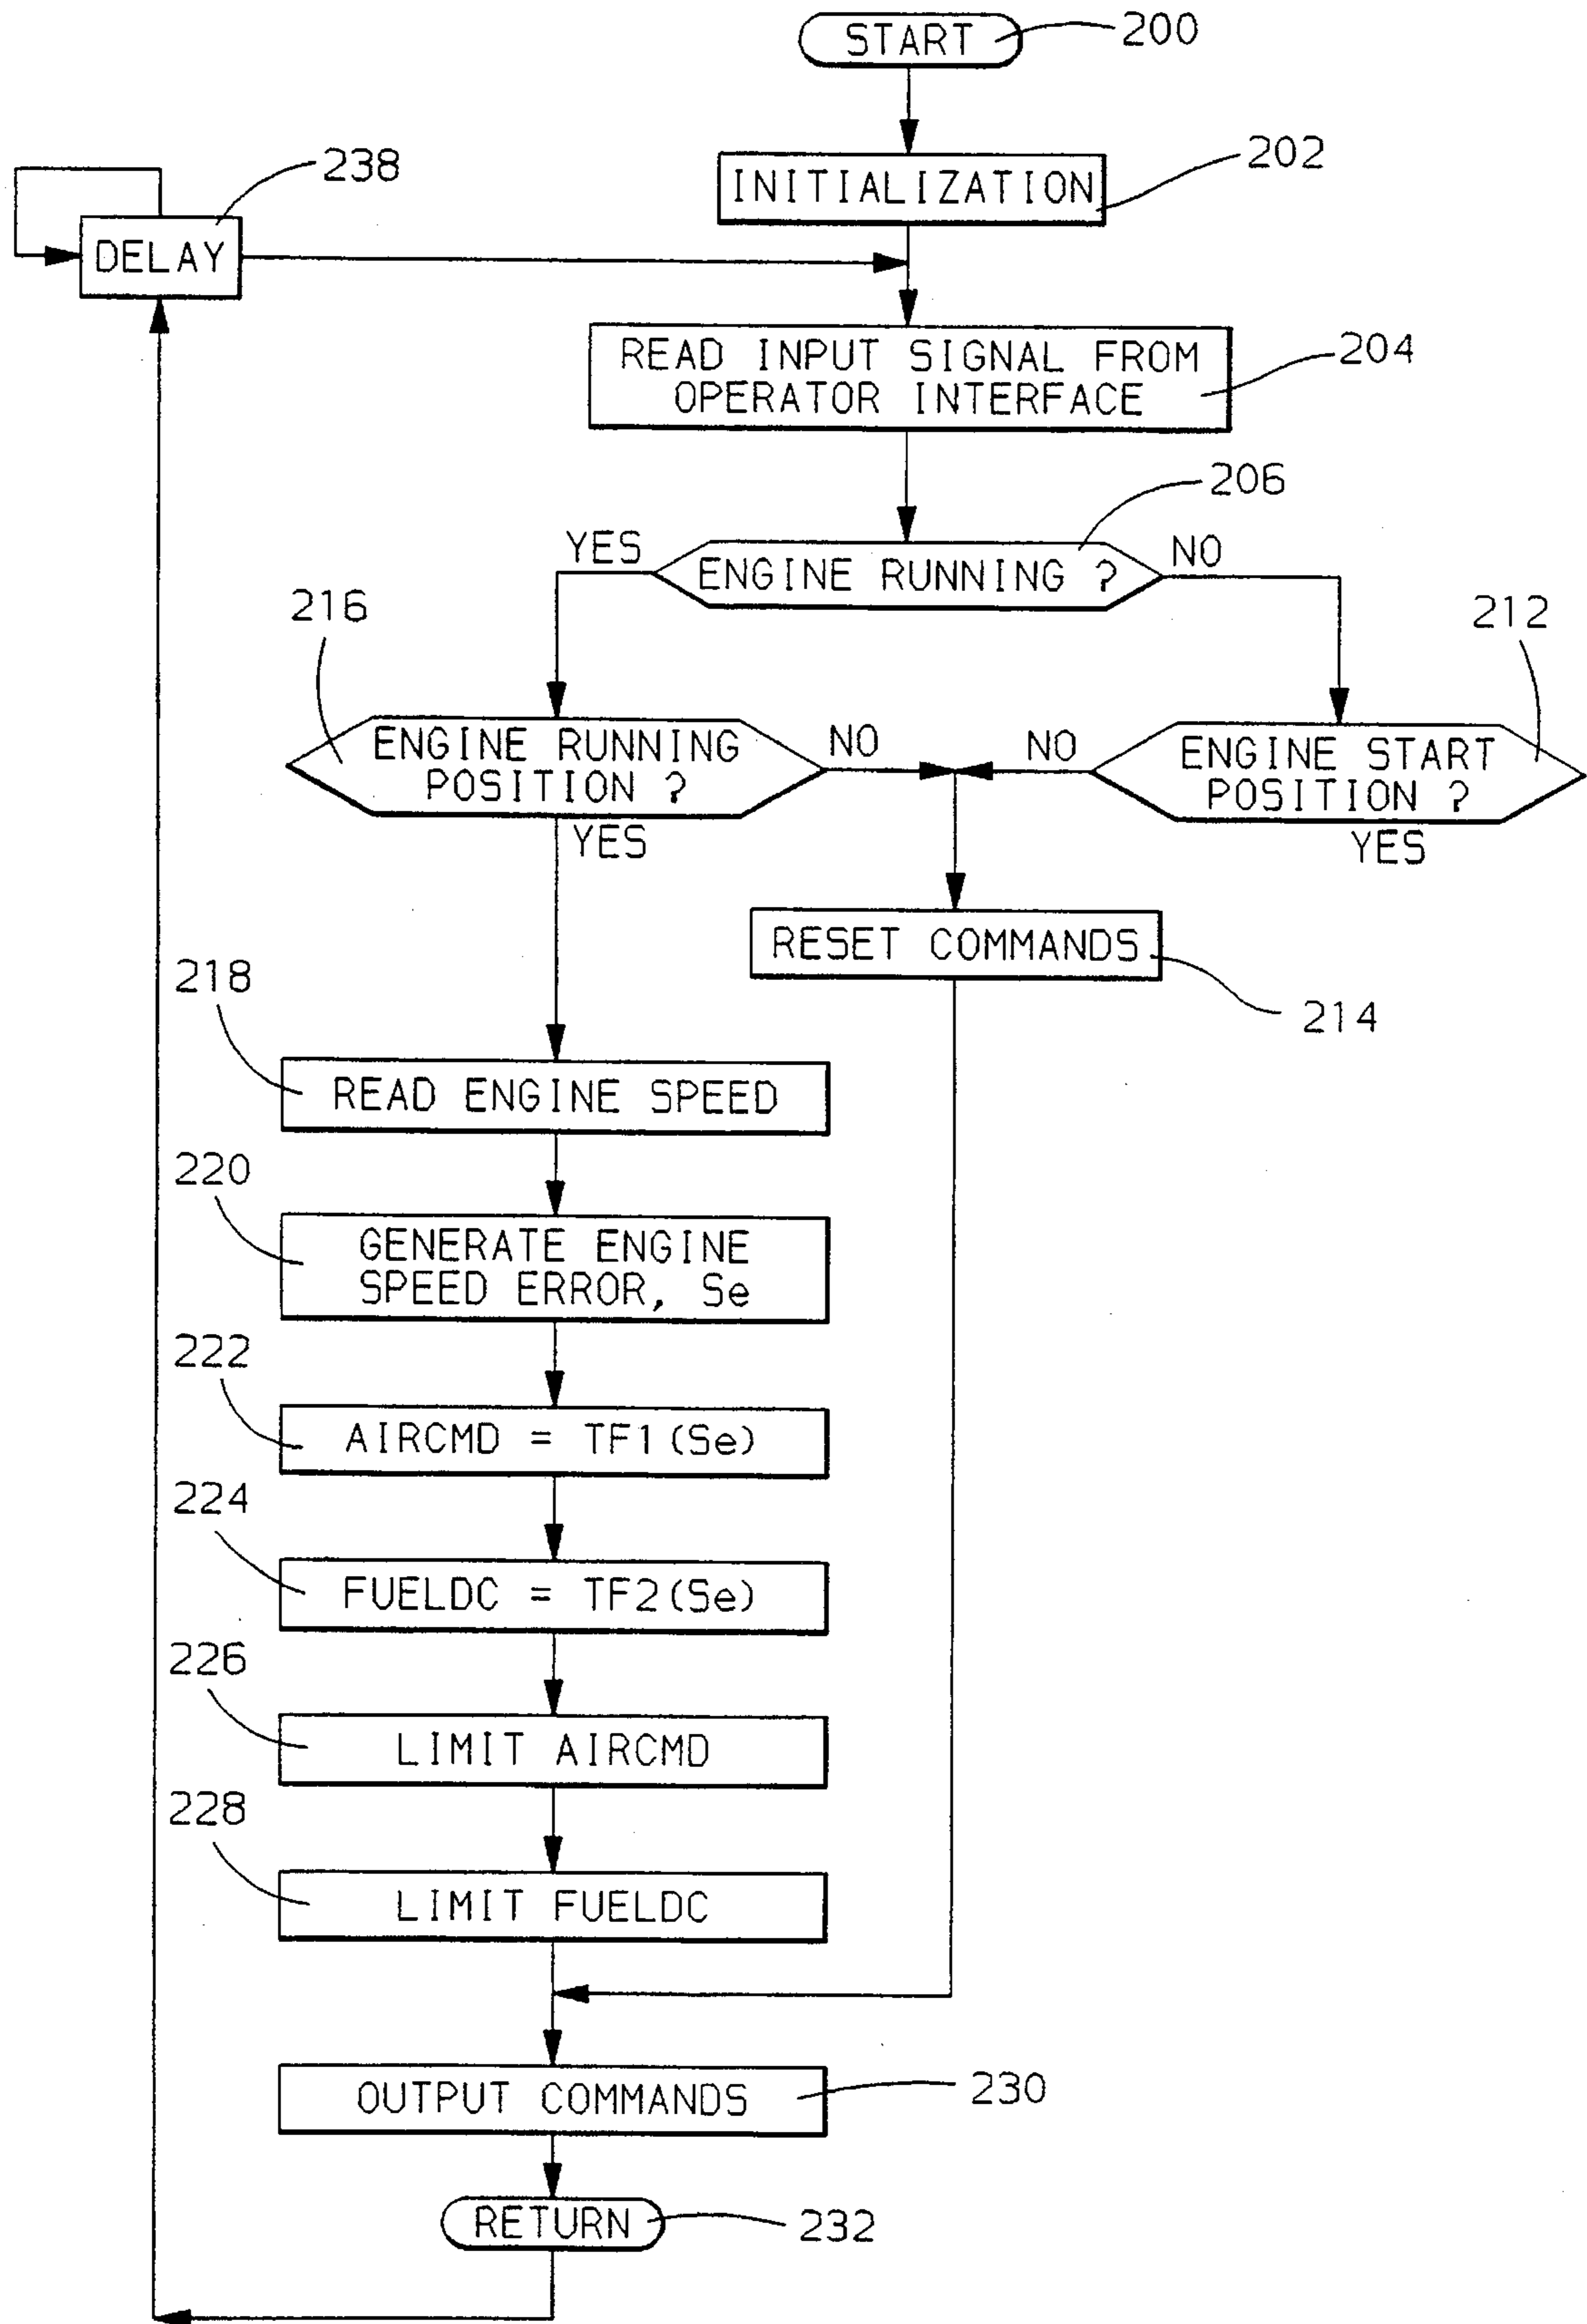 START
200
INITIALIZATION
202
238
DELAY
READ INPUT SIGNAL FROM
OPERATOR INTERFACE
204
206
YES
ENGINE RUNNING ?
NO
216
212
ENGINE RUNNING
POSITION ?
NO
NO
ENGINE START
POSITION ?
YES
YES
RESET COMMANDS
214
218
READ ENGINE SPEED
220
GENERATE ENGINE
SPEED ERROR, Se
222
AIRCMD = TF1(Se)
224
FUELDC = TF2(Se)
226
LIMIT AIRCMD
228
LIMIT FUELDC
OUTPUT COMMANDS
230
RETURN
232